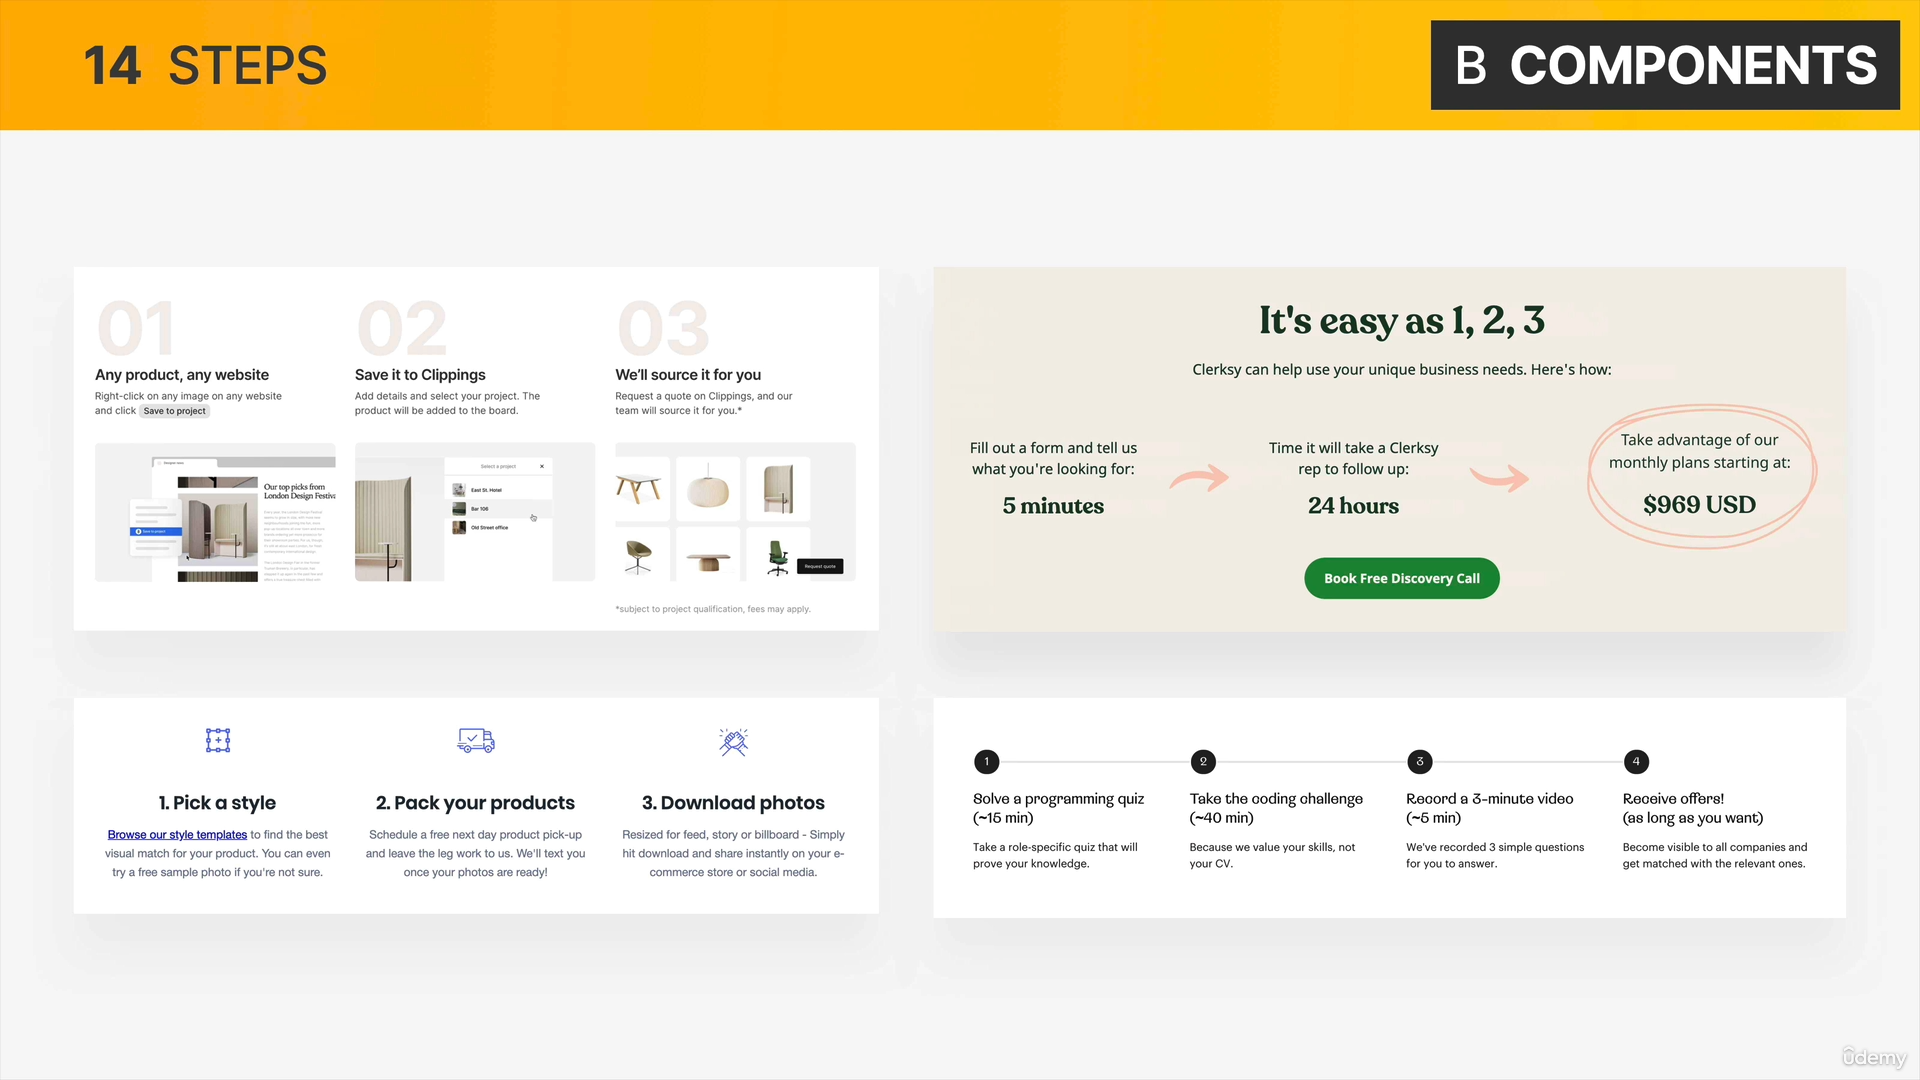 14 STEPS
B COMPONENTS
01
Any product, any website
Right-click on any image on any website
and click Save to project
Our top picks from
London Design Festiva
Save to project
02
Save it to Clippings
Add details and select your project. The
product will be added to the board.
Select a project
East St. Hotel
Bar 106
Old Street office
03
We'll source it for you
Request a quote on Clippings, and our
team will source it for you.*
Request quote
*subject to project qualification, fees may apply.
It's easy as 1, 2, 3
Clerksy can help use your unique business needs. Here's how:
Fill out a form and tell us
what you're looking for:
5 minutes
Time it will take a Clerksy
rep to follow up:
24 hours
Take advantage of our
monthly plans starting at:
$969 USD
Book Free Discovery Call
1. Pick a style
Browse our style templates to find the best
visual match for your product. You can even
try a free sample photo if you're not sure.
2. Pack your products
Schedule a free next day product pick-up
and leave the leg work to us. We'll text you
once your photos are ready!
3. Download photos
Resized for feed, story or billboard - Simply
hit download and share instantly on your e-
commerce store or social media.
1
Solve a programming quiz
(~15 min)
Take a role-specific quiz that will
prove your knowledge.
2
Take the coding challenge
(~40 min)
Because we value your skills, not
your CV.
3
Record a 3-minute video
(~5 min)
We've recorded 3 simple questions
for you to answer.
4
Receive offers!
(as long as you want)
Become visible to all companies and
get matched with the relevant ones.
ûdemy